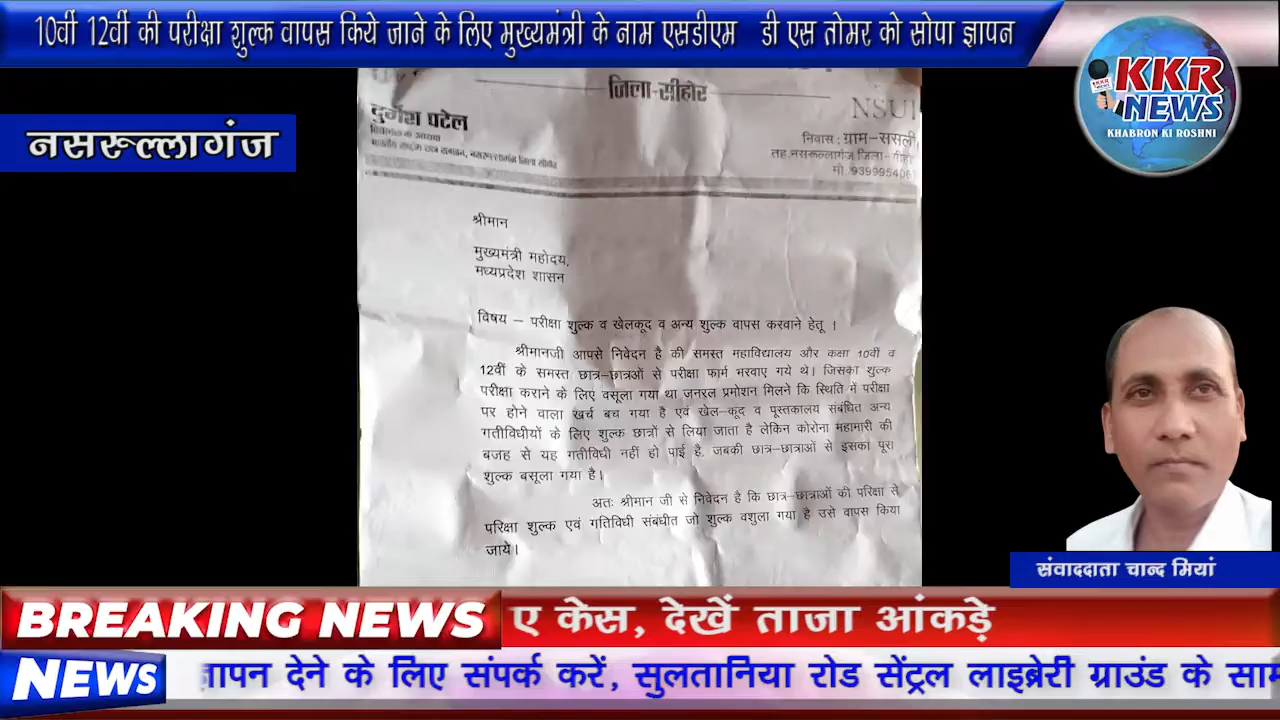 10वीं 12वीं की परीक्षा शुल्क वापस किये जाने के लिए मुख्यमंत्री के नाम एसडीएम डी एस तोमर को सोपा ज्ञापन
KKR
NEWS
KHABRON KI ROSHNI
नसरूल्लागंज
जिला-सीहोर
दुर्गेश पटेल
NSUI
निवास : ग्राम-ससली
तह.नसरूल्लागंज जिला-
मो. 939995406
श्रीमान
मुख्यमंत्री महोदय,
मध्यप्रदेश शासन
विषय – परीक्षा शुल्क व खेलकूद व अन्य शुल्क वापस करवाने हेतू ।
श्रीमानजी आपसे निवेदन है की समस्त महाविद्यालय और कक्षा 10वीं व
12वीं के समस्त छात्र-छात्राओं से परीक्षा फार्म भरवाए गये थे। जिसका शुल्क
परीक्षा कराने के लिए वसूला गया था जनरल प्रमोशन मिलने कि स्थिति में परीक्षा
पर होने वाला खर्च बच गया है एवं खेल-कूद व पूस्तकालय संबंधित अन्य
गतीविधीयों के लिए शुल्क छात्रों से लिया जाता है लेकिन कोरोना महामारी की
बजह से यह गतीविधी नहीं हो पाई है, जबकी छात्र-छात्राओं से इसका पूरा
शुल्क बसूला गया है।
अतः श्रीमान जी से निवेदन है कि छात्र-छात्राओं की परिक्षा से
परिक्षा शुल्क एवं गतिविधी संबंधीत जो शुल्क वशुला गया है उसे वापस किया
जाये।
संवाददाता चान्द मियां
BREAKING NEWS ए केस, देखें ताजा आंकड़े
NEWS ज्ञापन देने के लिए संपर्क करें, सुलतानिया रोड सेंट्रल लाइब्रेरी ग्राउंड के साम